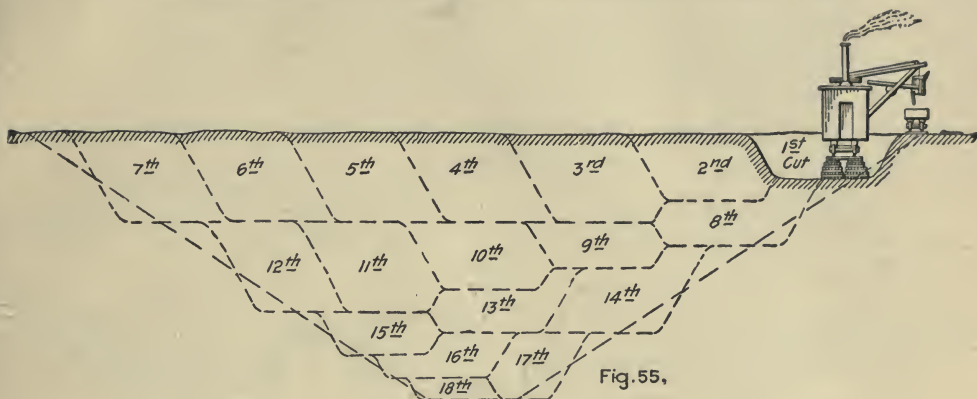 1st
Cut
7th 6th 5th 4th 3rd 2nd
8th
12th 11th 10th 9th
13th 14th
15th
16th 17th
18th
Fig.55,